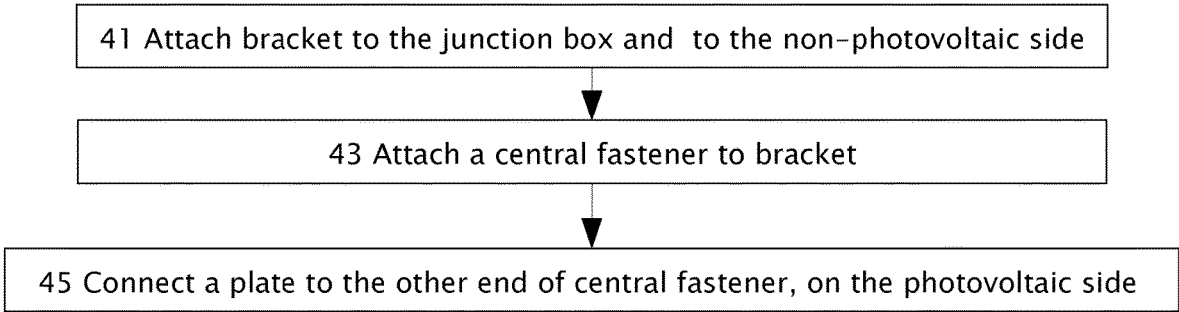 41 Attach bracket to the junction box and to the non-photovoltaic side
43 Attach a central fastener to bracket
45 Connect a plate to the other end of central fastener, on the photovoltaic side